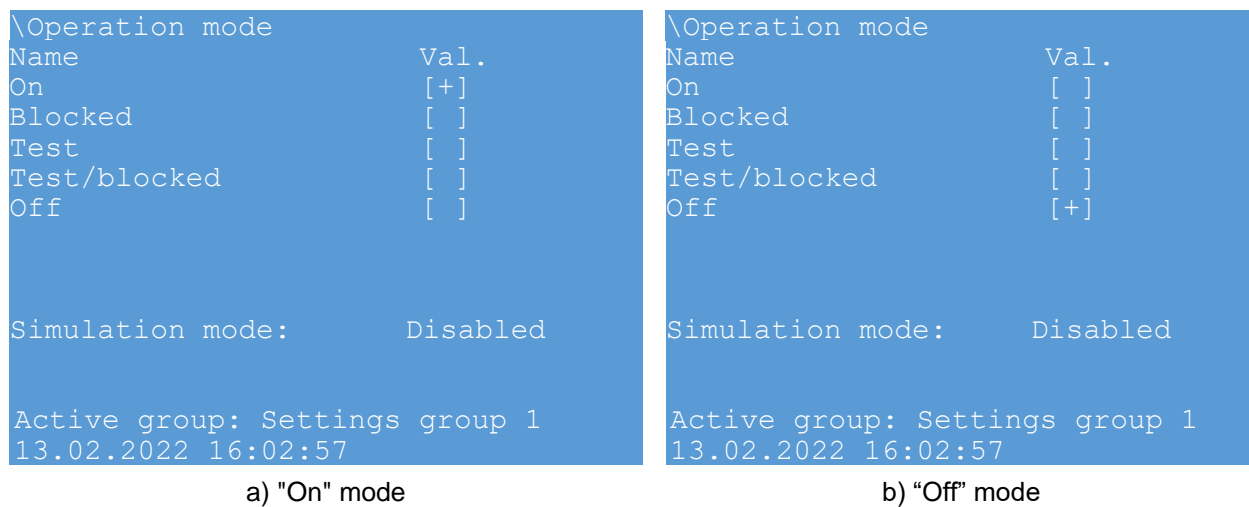 \Operation mode
Name Val.
On [+]
Blocked [ ]
Test [ ]
Test/blocked [ ]
Off [ ]
Simulation mode: Disabled
Active group: Settings group 1
13.02.2022 16:02:57
a) "On" mode
\Operation mode
Name Val.
On [ ]
Blocked [ ]
Test [ ]
Test/blocked [ ]
Off [+]
Simulation mode: Disabled
Active group: Settings group 1
13.02.2022 16:02:57
b) “Off” mode